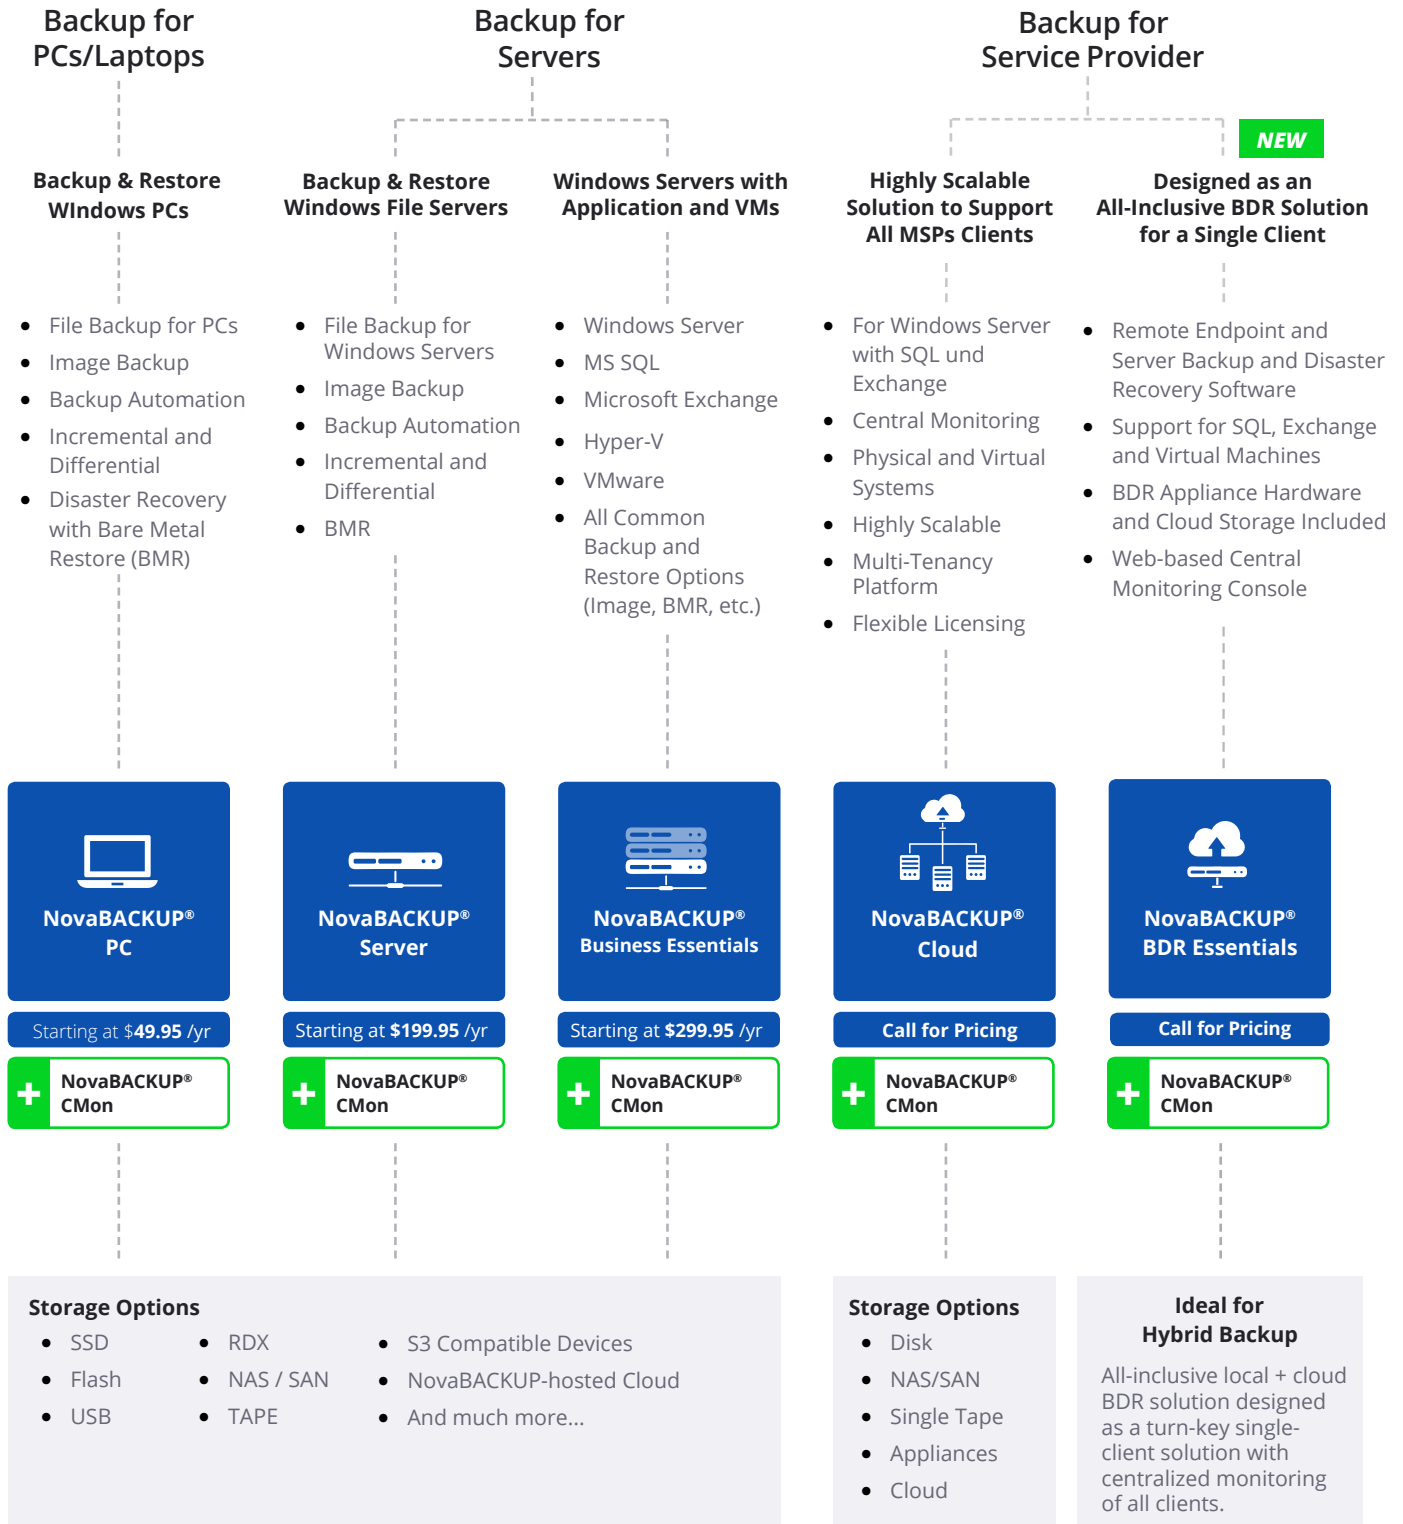 Backup for
PCs/Laptops
Backup & Restore
WIndows PCs
File Backup for PCs
Image Backup
Backup Automation
Incremental and
Differential
Disaster Recovery
with Bare Metal
Restore (BMR)
NovaBACKUP®
PC
Starting at $49.95 /yr
NovaBACKUP®
CMon
Backup for
Servers
Backup & Restore
Windows File Servers
File Backup for
Windows Servers
Image Backup
Backup Automation
Incremental and
Differential
BMR
NovaBACKUP®
Server
Starting at $199.95 /yr
NovaBACKUP®
CMon
Windows Servers with
Application and VMs
Windows Server
MS SQL
Microsoft Exchange
Hyper-V
VMware
All Common
Backup and
Restore Options
(Image, BMR, etc.)
NovaBACKUP®
Business Essentials
Starting at $299.95 /yr
NovaBACKUP®
CMon
Storage Options
SSD
Flash
USB
RDX
NAS / SAN
TAPE
S3 Compatible Devices
NovaBACKUP-hosted Cloud
And much more...
Backup for
Service Provider
Highly Scalable
Solution to Support
All MSPs Clients
For Windows Server
with SQL und
Exchange
Central Monitoring
Physical and Virtual
Systems
Highly Scalable
Multi-Tenancy
Platform
Flexible Licensing
NovaBACKUP®
Cloud
Call for Pricing
NovaBACKUP®
CMon
Storage Options
Disk
NAS/SAN
Single Tape
Appliances
Cloud
NEW
Designed as an
All-Inclusive BDR Solution
for a Single Client
Remote Endpoint and
Server Backup and Disaster
Recovery Software
Support for SQL, Exchange
and Virtual Machines
BDR Appliance Hardware
and Cloud Storage Included
Web-based Central
Monitoring Console
NovaBACKUP®
BDR Essentials
Call for Pricing
NovaBACKUP®
CMon
Ideal for
Hybrid Backup
All-inclusive local + cloud
BDR solution designed
as a turn-key single-
client solution with
centralized monitoring
of all clients.